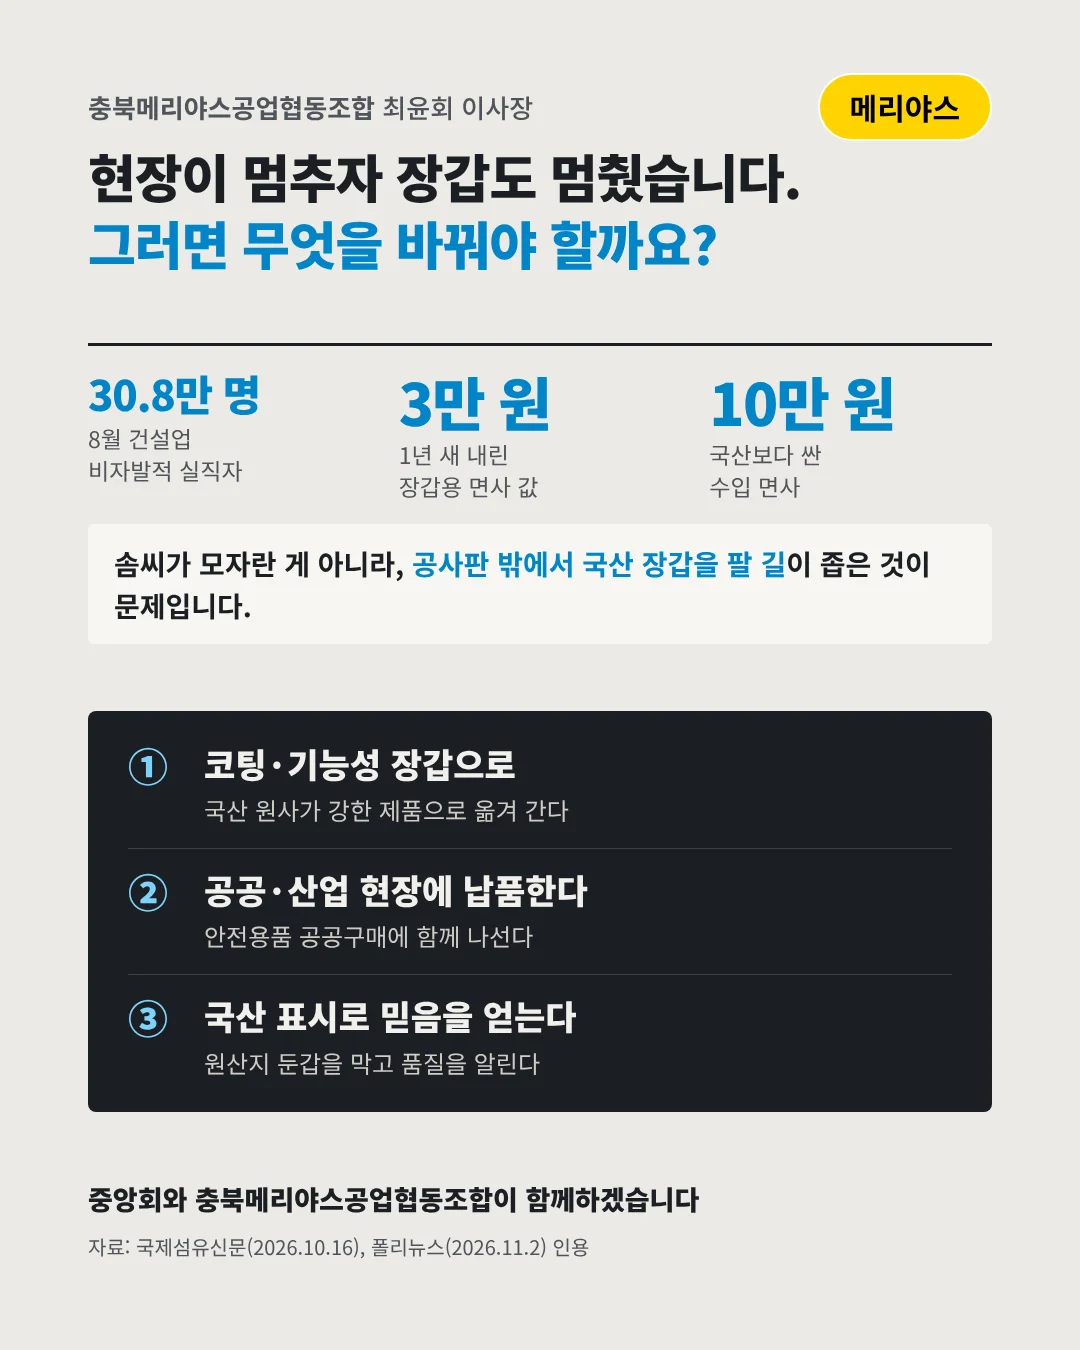 충북메리야스공업협동조합 최윤회 이사장
메리야스
현장이 멈추자 장갑도 멈췄습니다.
그러면 무엇을 바꿔야 할까요?
30.8만 명
8월 건설업
비자발적 실직자
3만 원
1년 새 내린
장갑용 면사 값
10만 원
국산보다 싼
수입 면사
솜씨가 모자란 게 아니라, 공사판 밖에서 국산 장갑을 팔 길이 좁은 것이
문제입니다.
① 코팅·기능성 장갑으로
국산 원사가 강한 제품으로 옮겨 간다
② 공공·산업 현장에 납품한다
안전용품 공공구매에 함께 나선다
③ 국산 표시로 믿음을 얻는다
원산지 둔갑을 막고 품질을 알린다
중앙회와 충북메리야스공업협동조합이 함께하겠습니다
자료: 국제섬유신문(2026.10.16), 폴리뉴스(2026.11.2) 인용